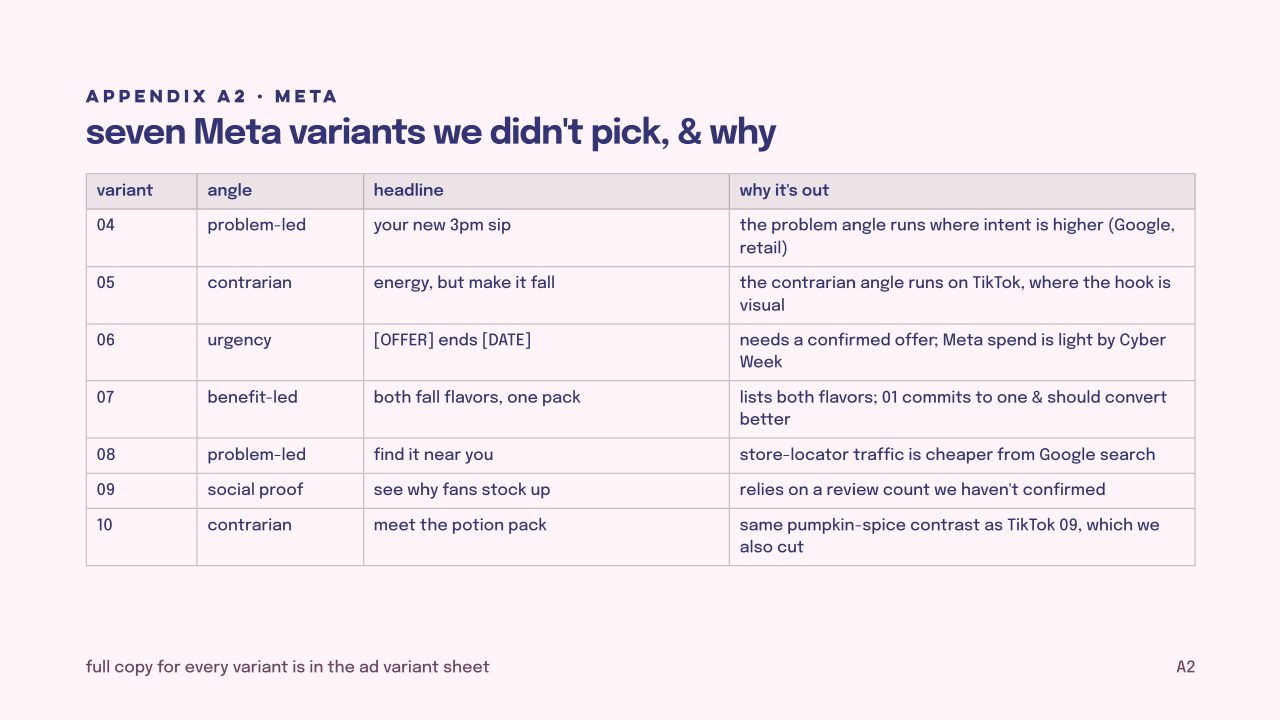 APPENDIX A2 · META
seven Meta variants we didn't pick, & why
variant angle headline why it's out
04 problem-led your new 3pm sip the problem angle runs where intent is higher (Google,
retail)
05 contrarian energy, but make it fall the contrarian angle runs on TikTok, where the hook is
visual
06 urgency [OFFER] ends [DATE] needs a confirmed offer; Meta spend is light by Cyber
Week
07 benefit-led both fall flavors, one pack lists both flavors; 01 commits to one & should convert
better
08 problem-led find it near you store-locator traffic is cheaper from Google search
09 social proof see why fans stock up relies on a review count we haven't confirmed
10 contrarian meet the potion pack same pumpkin-spice contrast as TikTok 09, which we
also cut
full copy for every variant is in the ad variant sheet A2